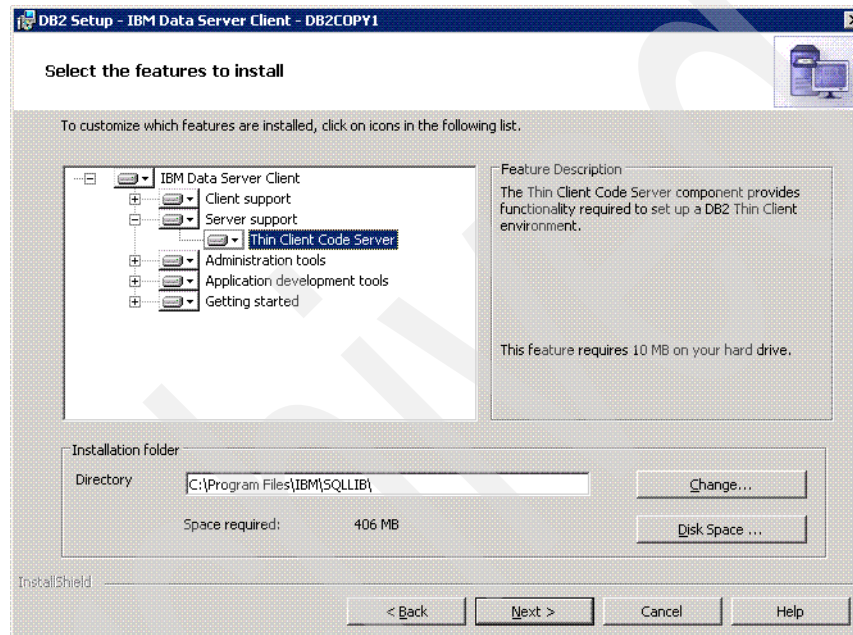 DB2 Setup - IBM Data Server Client - DB2COPY1
Select the features to install
To customize which features are installed, click on icons in the following list.
IBM Data Server Client
Client support
Server support
Thin Client Code Server
Administration tools
Application development tools
Getting started
Feature Description
The Thin Client Code Server component provides
functionality required to set up a DB2 Thin Client
environment.
This feature requires 10 MB on your hard drive.
Installation folder
Directory
C:\Program Files\IBM\SQLLIB\
Change...
Space required: 406 MB
Disk Space ...
InstallShield
< Back Next > Cancel Help